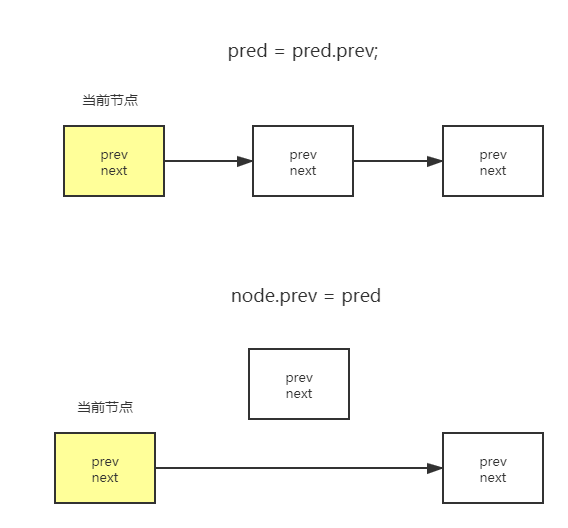 pred = pred.prev;
当前节点
prev
next
prev
next
prev
next
node.prev = pred
prev
next
当前节点
prev
next
prev
next